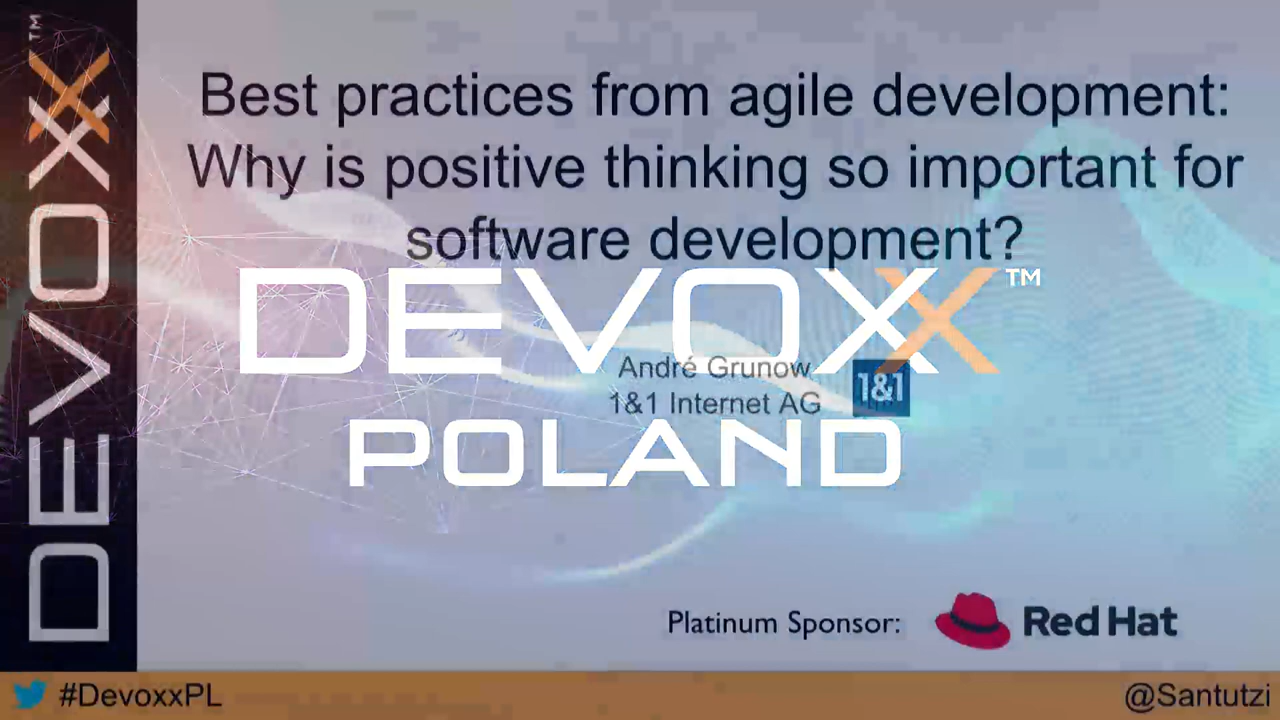 DEVOXX™
Best practices from agile development:
Why is positive thinking so important for
software development?
DEVOXX™
POLAND
André Grunow
1&1 Internet AG
1&1
Platinum Sponsor:
Red Hat
#DevoxxPL
@Santutzi